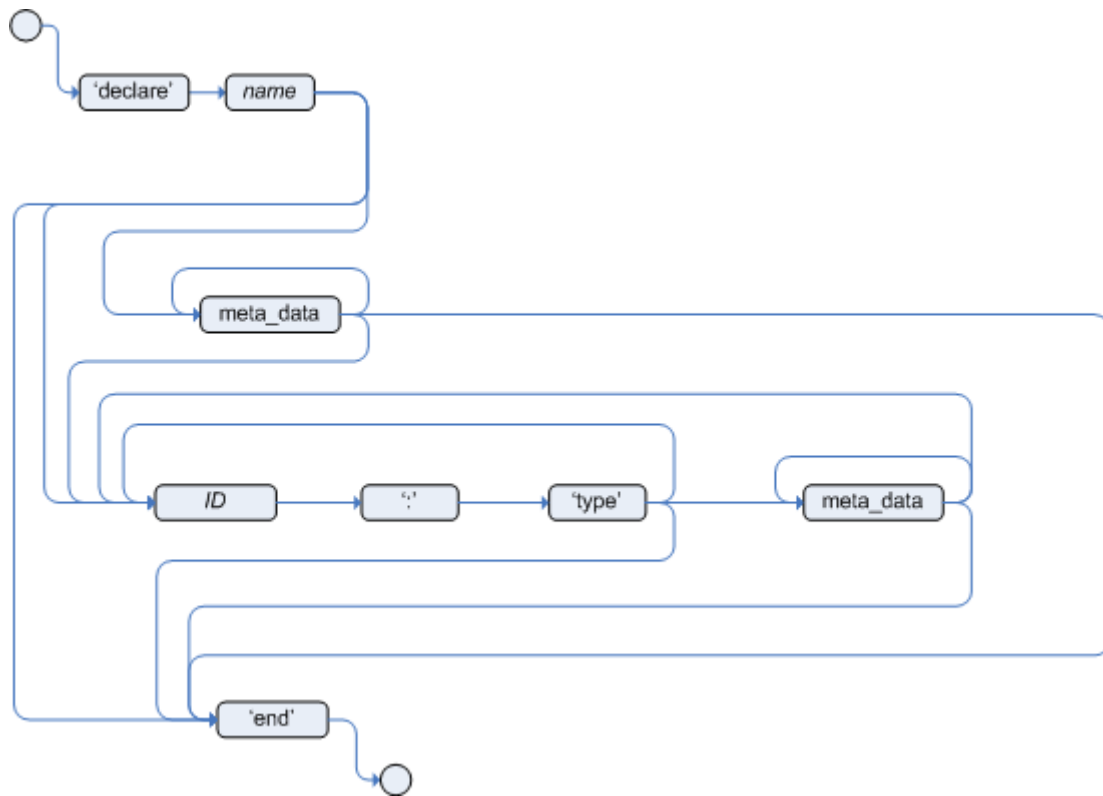 ‘declare’ name
meta_data
ID ‘:’ ‘type’ meta_data
‘end’